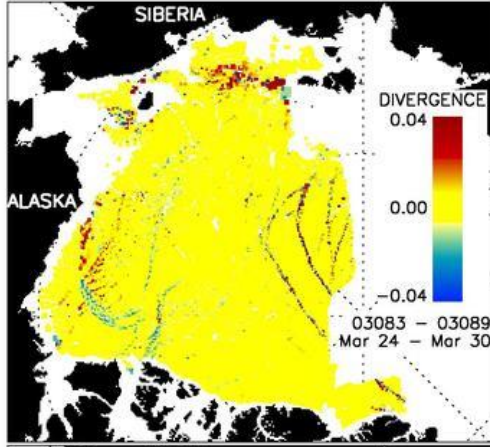 SIBERIA
DIVERGENCE
0.04
ALASKA
0.00
−0.04
03083 − 03089
Mar 24 − Mar 30